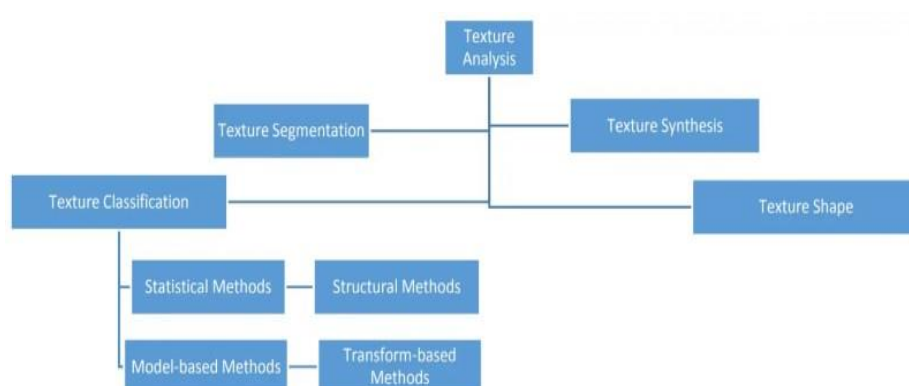 Texture
Analysis
Texture Segmentation
Texture Synthesis
Texture Classification
Texture Shape
Statistical Methods
Structural Methods
Model-based Methods
Transform-based
Methods